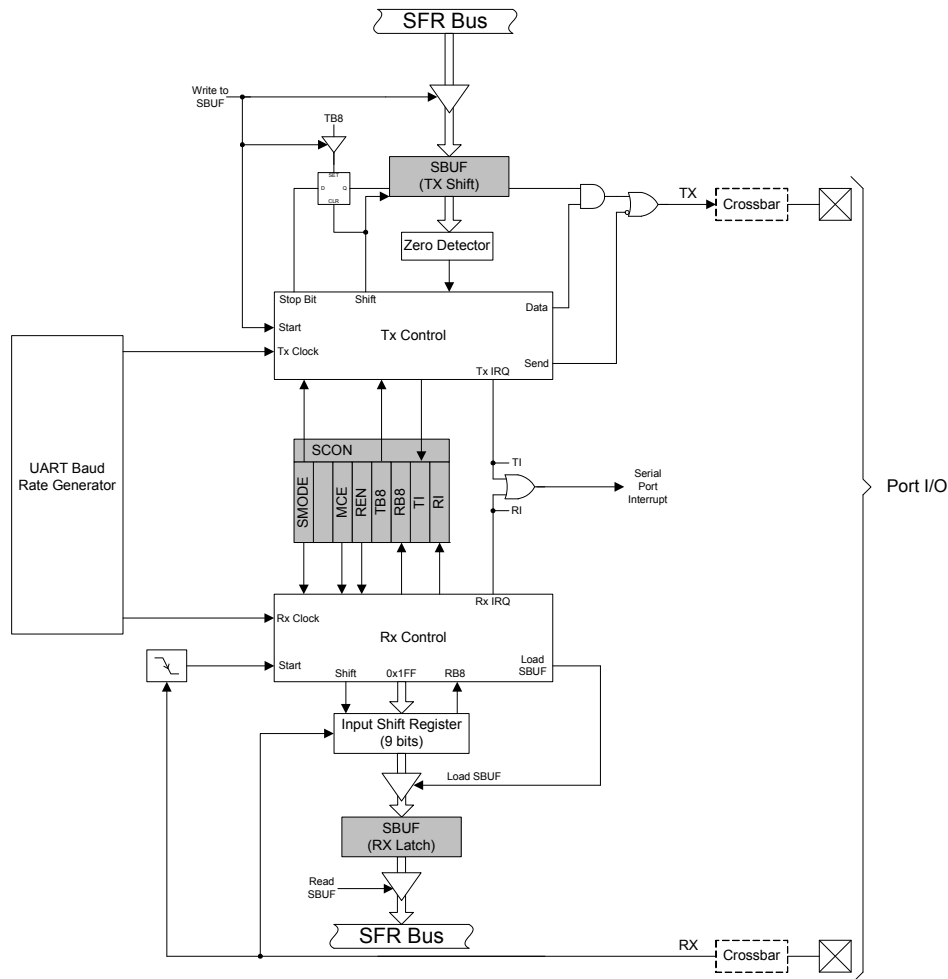 SFR Bus
Write to
SBUF
TB8
SET
D
Q
CLR
SBUF
(TX Shift)
TX
Crossbar
Zero Detector
Stop Bit
Shift
Data
Start
Tx Control
Tx Clock
Send
Tx IRQ
UART Baud
Rate Generator
SCON
SMODE
MCE
REN
TB8
RB8
TI
RI
TI
RI
Serial
Port
Interrupt
Port I/O
Rx IRQ
Rx Clock
Rx Control
Start
Load
SBUF
Shift
0x1FF
RB8
Input Shift Register
(9 bits)
Load SBUF
SBUF
(RX Latch)
Read
SBUF
SFR Bus
RX
Crossbar